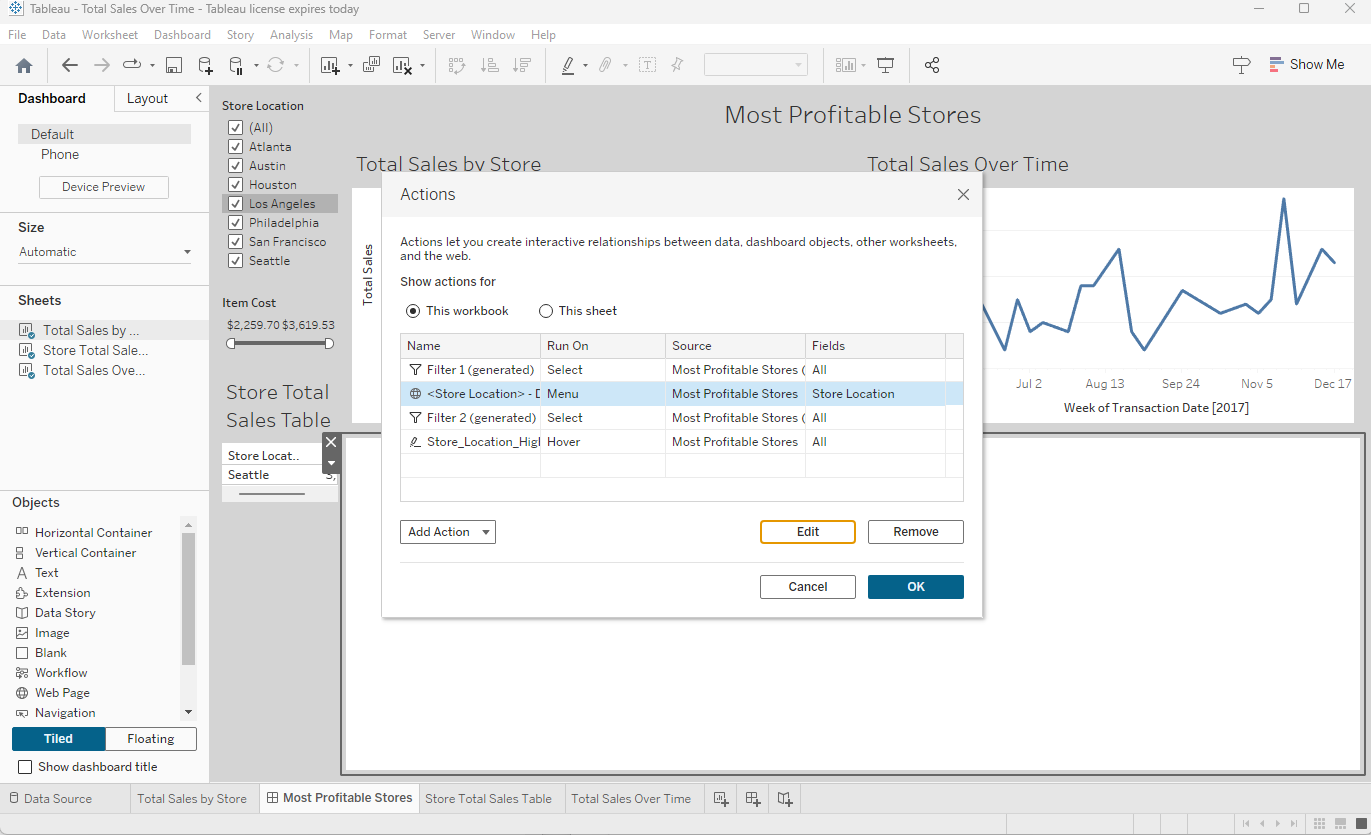 Tableau - Total Sales Over Time - Tableau license expires today
File Data Worksheet Dashboard Story Analysis Map Format Server Window Help
Show Me
Dashboard Layout
Default
Phone
Device Preview
Size
Automatic
Sheets
Total Sales by ...
Store Total Sale...
Total Sales Ove...
Objects
Horizontal Container
Vertical Container
Text
Extension
Data Story
Image
Blank
Workflow
Web Page
Navigation
Tiled Floating
Show dashboard title
Store Location
(All)
Atlanta
Austin
Houston
Los Angeles
Philadelphia
San Francisco
Seattle
Item Cost
$2,259.70 $3,619.53
Store Total
Sales Table
Store Locat..
Seattle
Most Profitable Stores
Total Sales by Store
Total Sales
Total Sales Over Time
Jul 2 Aug 13 Sep 24 Nov 5 Dec 17
Week of Transaction Date [2017]
Actions
Actions let you create interactive relationships between data, dashboard objects, other worksheets,
and the web.
Show actions for
This workbook This sheet
Name Run On Source Fields
Filter 1 (generated) Select Most Profitable Stores ( All
<Store Location> - D Menu Most Profitable Stores Store Location
Filter 2 (generated) Select Most Profitable Stores ( All
Store_Location_Higl Hover Most Profitable Stores All
Add Action Edit Remove
Cancel OK
Data Source Total Sales by Store Most Profitable Stores Store Total Sales Table Total Sales Over Time